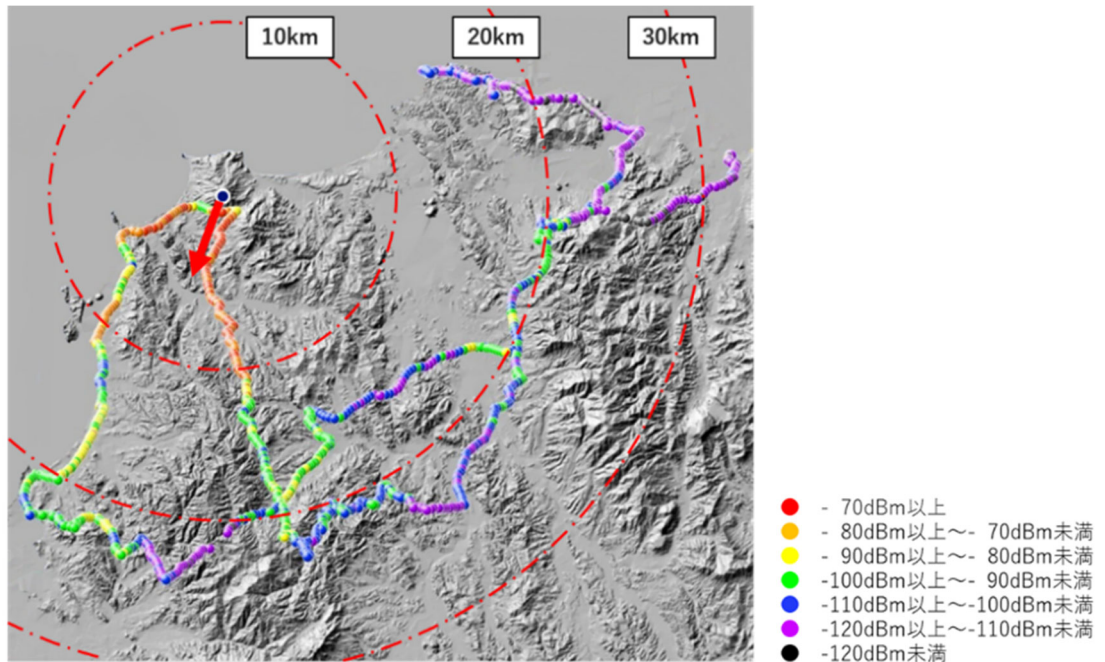 10km
20km
30km
- 70dBm以上
- 80dBm以上～- 70dBm未満
- 90dBm以上～- 80dBm未満
-100dBm以上～- 90dBm未満
-110dBm以上～-100dBm未満
-120dBm以上～-110dBm未満
-120dBm未満